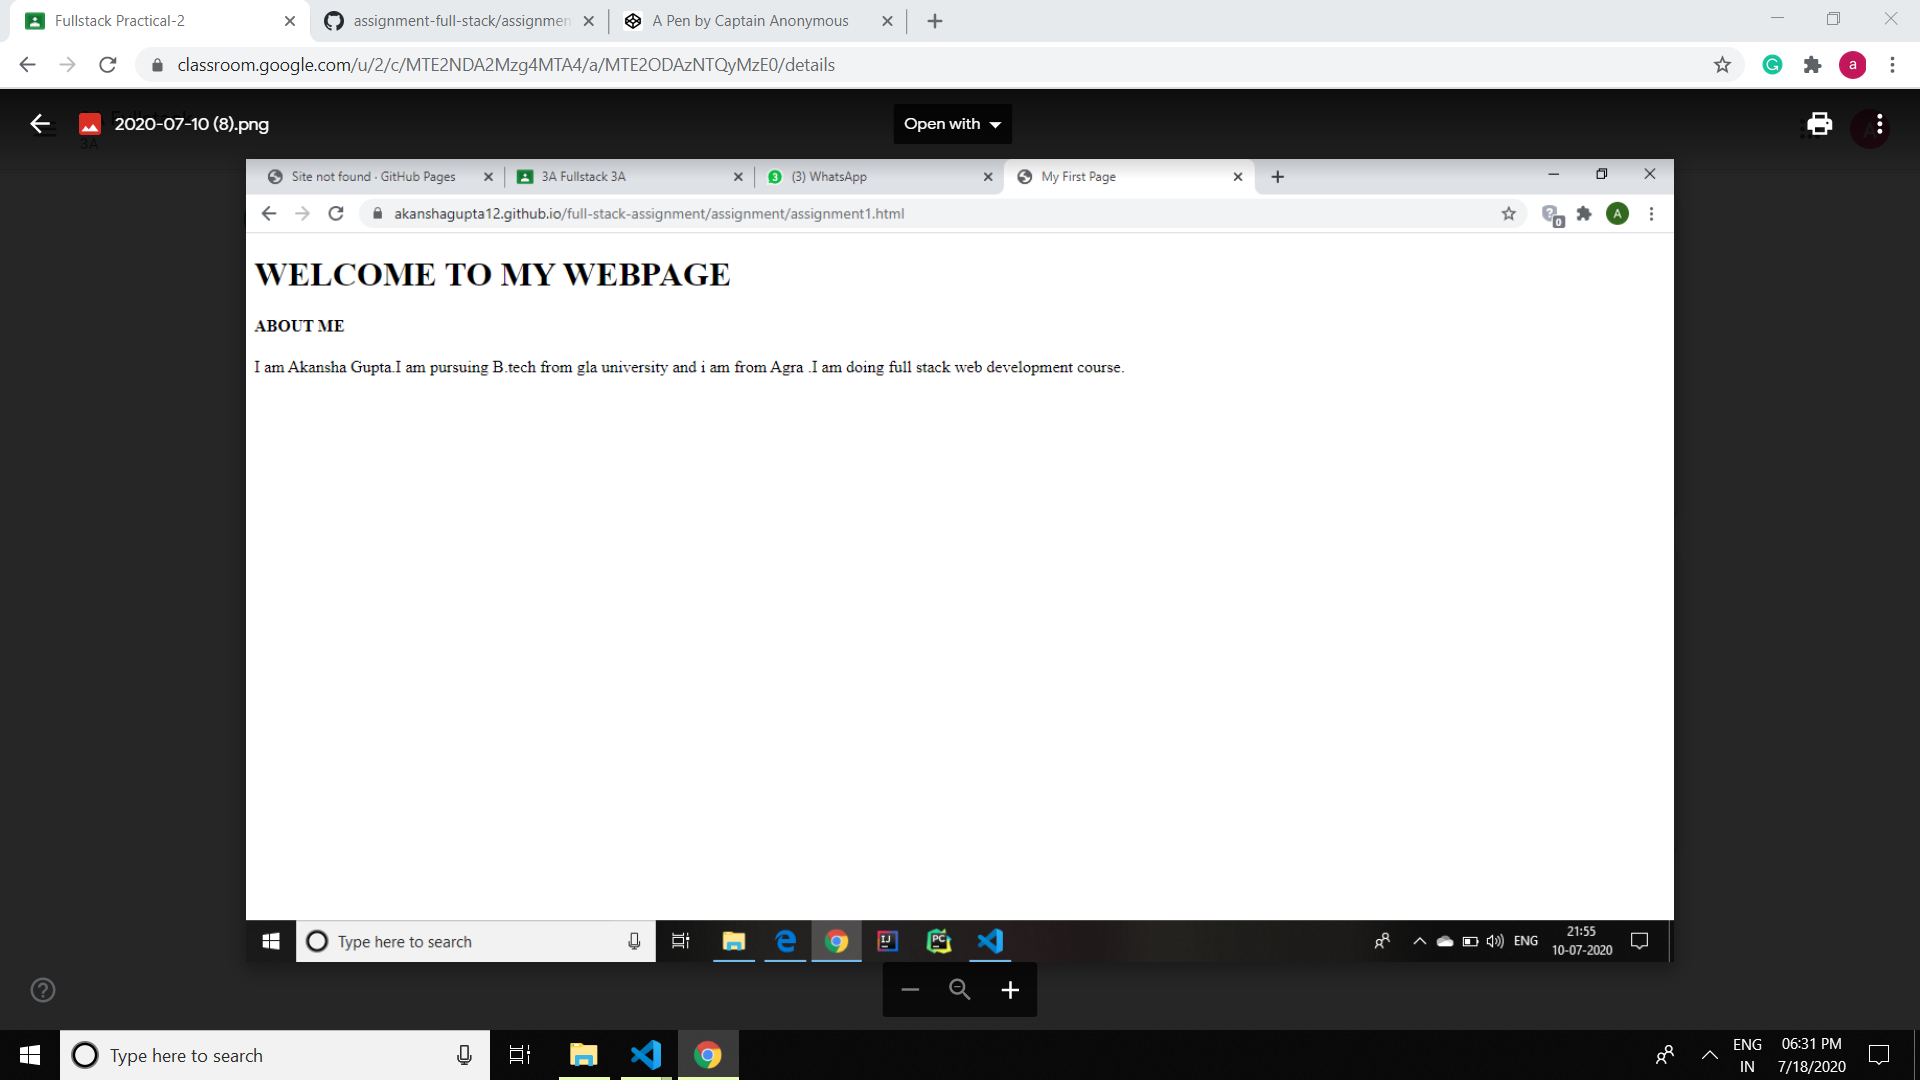 Fullstack Practical-2
assignment-full-stack/assignmen
A Pen by Captain Anonymous
classroom.google.com/u/2/c/MTE2NDA2Mzg4MTA4/a/MTE2ODAzNTQyMzE0/details
a
2020-07-10 (8).png
Open with
3A
Site not found · GitHub Pages
3A Fullstack 3A
3
(3) WhatsApp
My First Page
akanshagupta12.github.io/full-stack-assignment/assignment/assignment1.html
0
A
WELCOME TO MY WEBPAGE
ABOUT ME
I am Akansha Gupta.I am pursuing B.tech from gla university and i am from Agra .I am doing full stack web development course.
Type here to search
IJ
PC
ENG
21:55
10-07-2020
Type here to search
ENG
IN
06:31 PM
7/18/2020